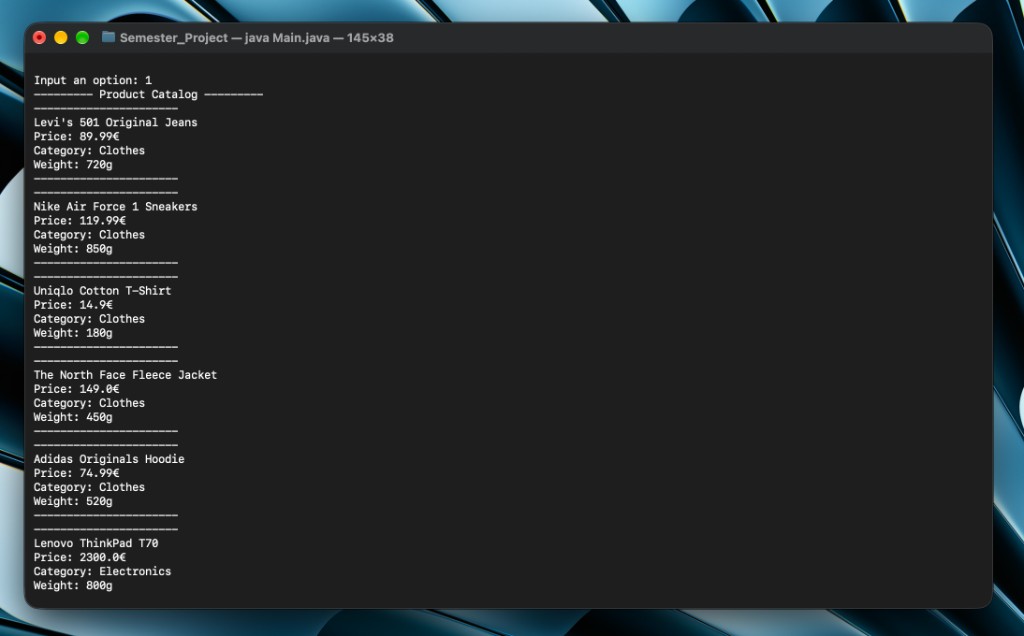 Semester_Project — java Main.java — 145×38
Input an option: 1
--------- Product Catalog ---------
----------------------
Levi's 501 Original Jeans
Price: 89.99€
Category: Clothes
Weight: 720g
----------------------
----------------------
Nike Air Force 1 Sneakers
Price: 119.99€
Category: Clothes
Weight: 850g
----------------------
----------------------
Uniqlo Cotton T-Shirt
Price: 14.9€
Category: Clothes
Weight: 180g
----------------------
----------------------
The North Face Fleece Jacket
Price: 149.0€
Category: Clothes
Weight: 450g
----------------------
----------------------
Adidas Originals Hoodie
Price: 74.99€
Category: Clothes
Weight: 520g
----------------------
----------------------
Lenovo ThinkPad T70
Price: 2300.0€
Category: Electronics
Weight: 800g